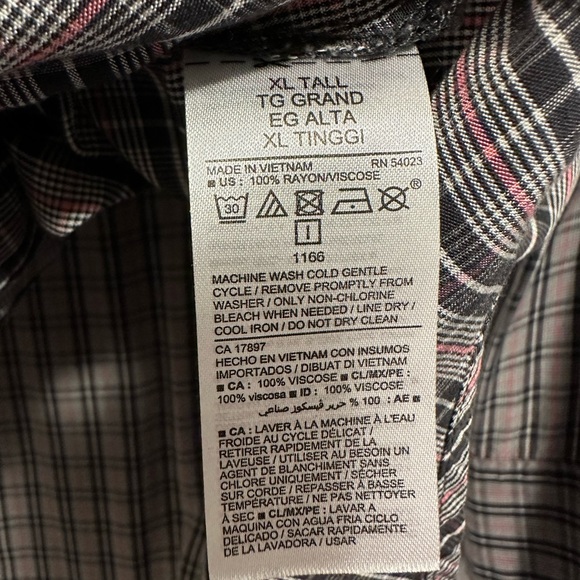 XL TALL
TG GRAND
EG ALTA
XL TINGGI
MADE IN VIETNAM RN 54023
■ US : 100% RAYON/VISCOSE
30
®
1166
MACHINE WASH COLD GENTLE
CYCLE / REMOVE PROMPTLY FROM
WASHER / ONLY NON-CHLORINE
BLEACH WHEN NEEDED / LINE DRY /
COOL IRON / DO NOT DRY CLEAN
CA 17897
HECHO EN VIETNAM CON INSUMOS
IMPORTADOS / DIBUAT DI VIETNAM
■ CA : 100% VISCOSE ■ CL/MX/PE :
100% viscosa ■ ID : 100% VISCOSE
■ AE : 100 % حرير ڤيسكوز صناعي
■ CA : LAVER À LA MACHINE À L'EAU
FROIDE AU CYCLE DÉLICAT /
RETIRER RAPIDEMENT DE LA
LAVEUSE / UTILISER AU BESOIN UN
AGENT DE BLANCHIMENT SANS
CHLORE UNIQUEMENT / SÉCHER
SUR CORDE / REPASSER À BASSE
TEMPÉRATURE / NE PAS NETTOYER
À SEC ■ CL/MX/PE : LAVAR A
MAQUINA CON AGUA FRIA CICLO
DELICADO / SACAR RAPIDAMENTE
DE LA LAVADORA / USAR